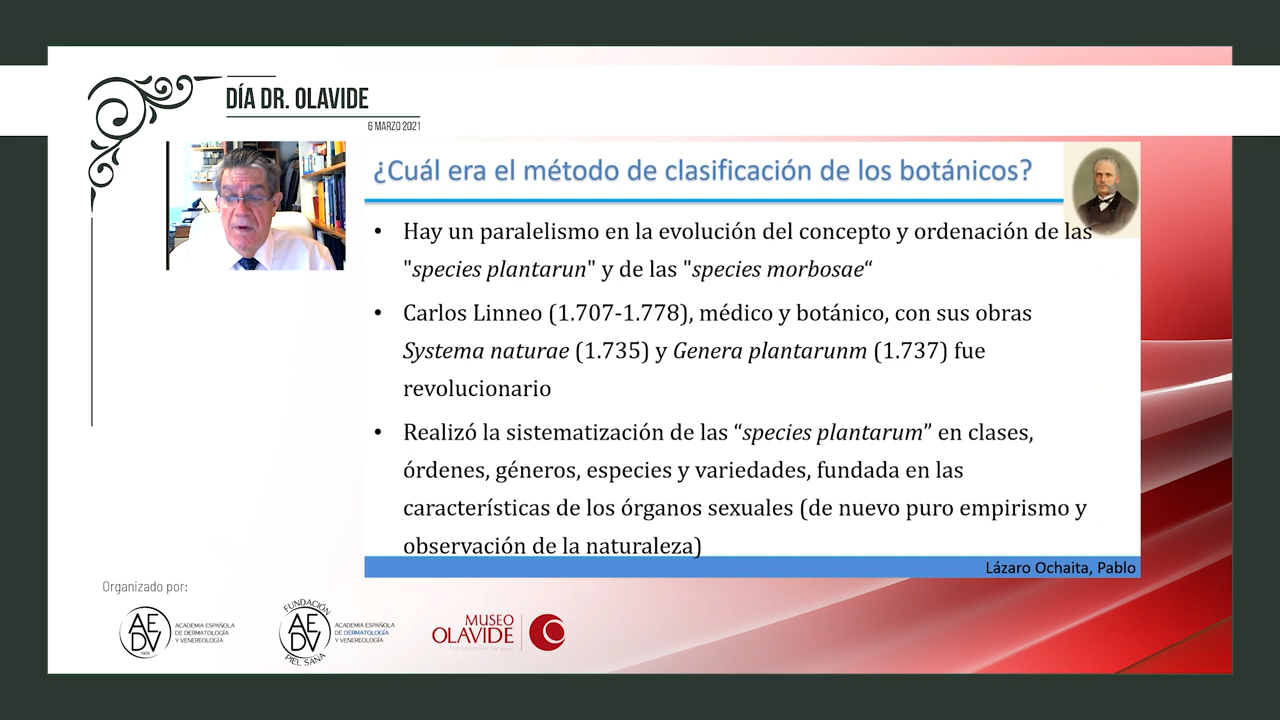 DÍA DR. OLAVIDE
6 MARZO 2021
¿Cuál era el método de clasificación de los botánicos?
• Hay un paralelismo en la evolución del concepto y ordenación de las
"species plantarun" y de las "species morbosae“
• Carlos Linneo (1.707-1.778), médico y botánico, con sus obras
Systema naturae (1.735) y Genera plantarunm (1.737) fue
revolucionario
• Realizó la sistematización de las “species plantarum” en clases,
órdenes, géneros, especies y variedades, fundada en las
características de los órganos sexuales (de nuevo puro empirismo y
observación de la naturaleza)
Lázaro Ochaita, Pablo
Organizado por:
AEDV
1909
ACADEMIA ESPAÑOLA
DE DERMATOLOGÍA
Y VENEREOLOGÍA
FUNDACIÓN
AEDV
PIEL SANA
ACADEMIA ESPAÑOLA
DE DERMATOLOGÍA
Y VENEREOLOGÍA
MUSEO
OLAVIDE